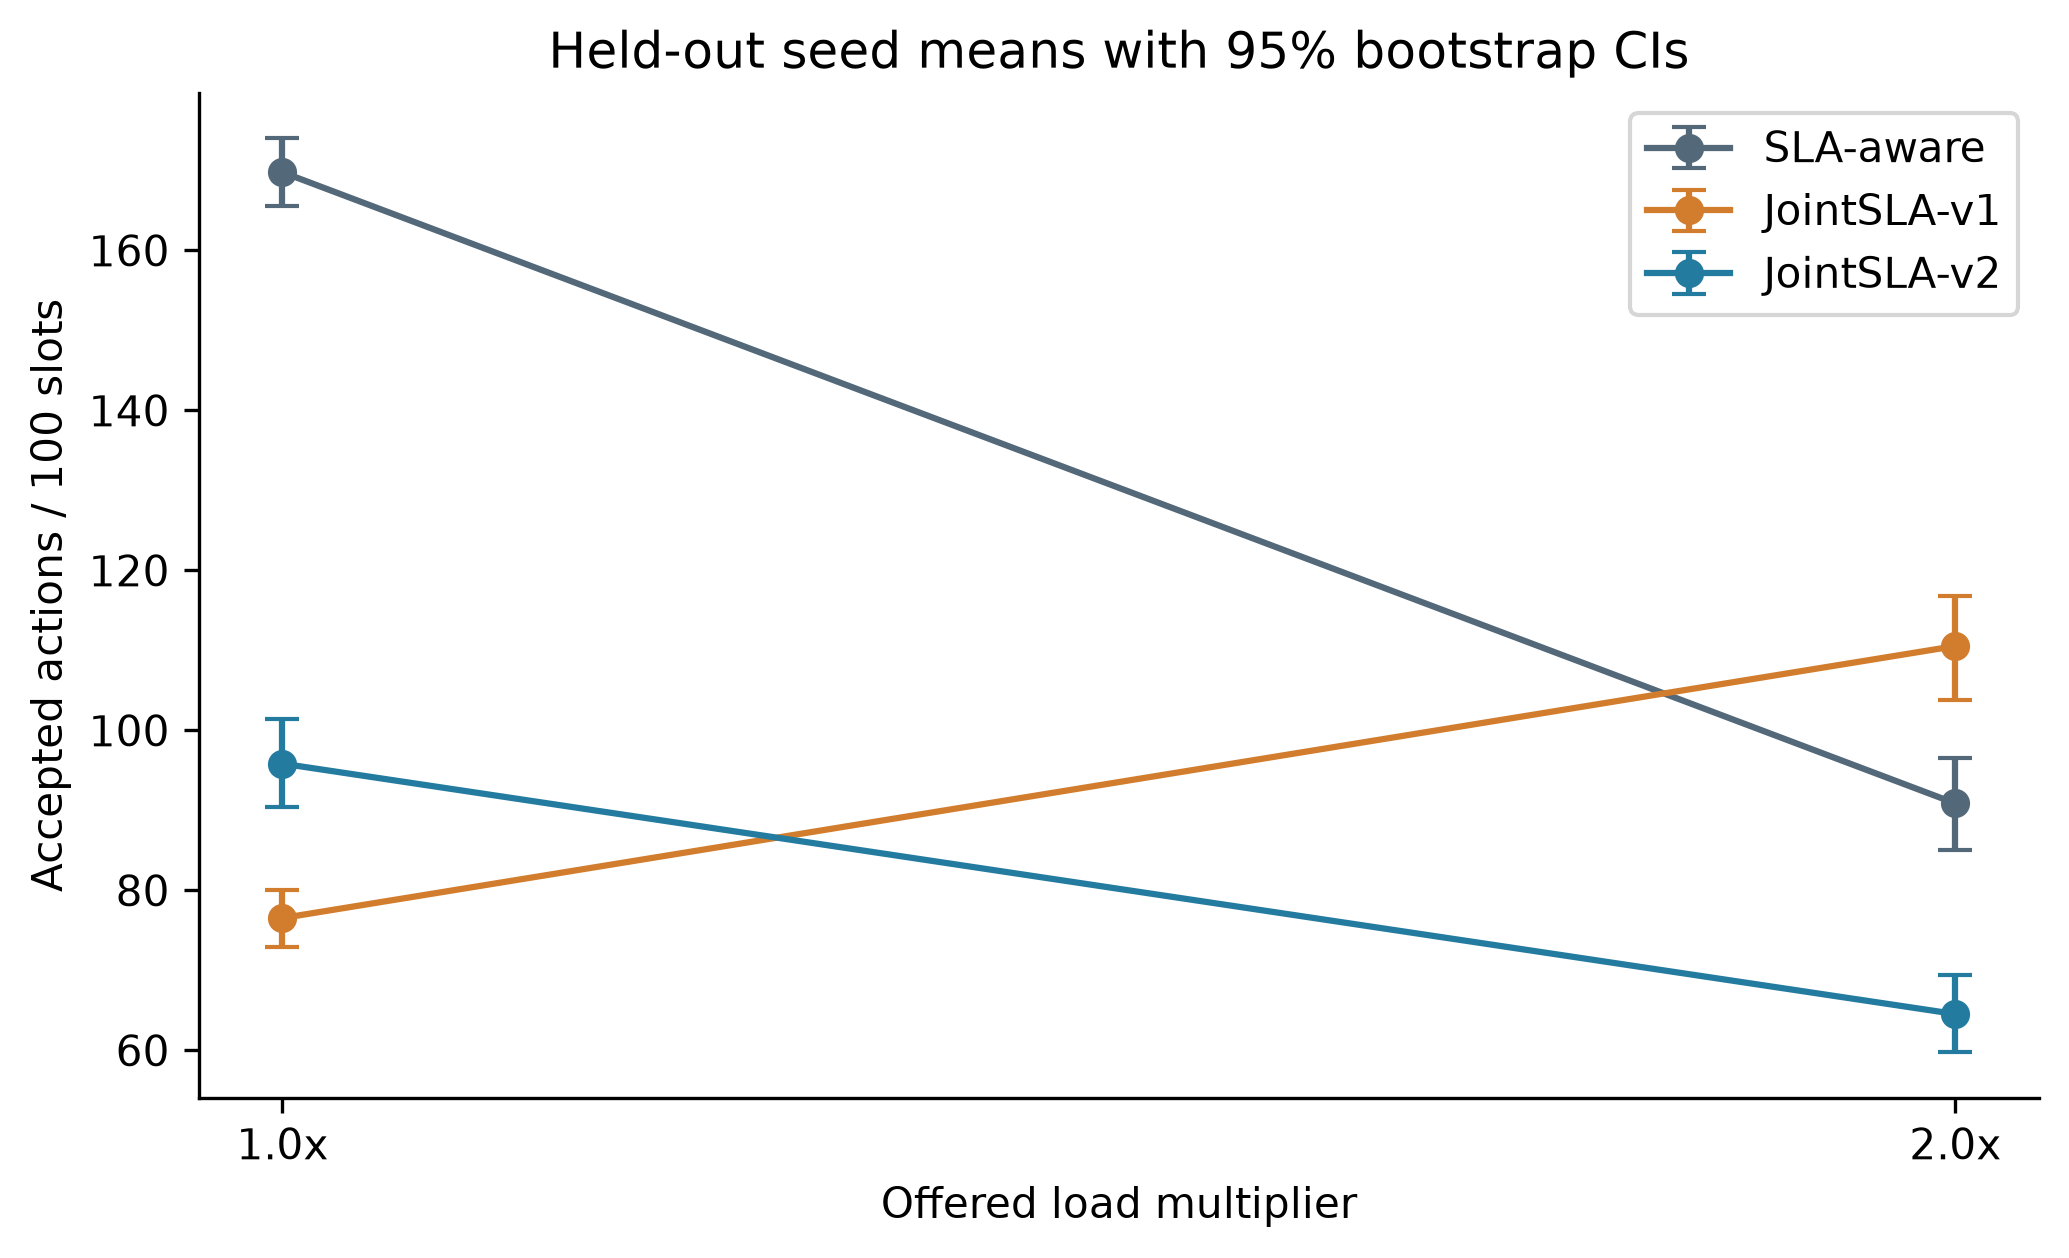 Held-out seed means with 95% bootstrap CIs
SLA-aware
JointSLA-v1
JointSLA-v2
Accepted actions / 100 slots
160
140
120
100
80
60
1.0x
2.0x
Offered load multiplier